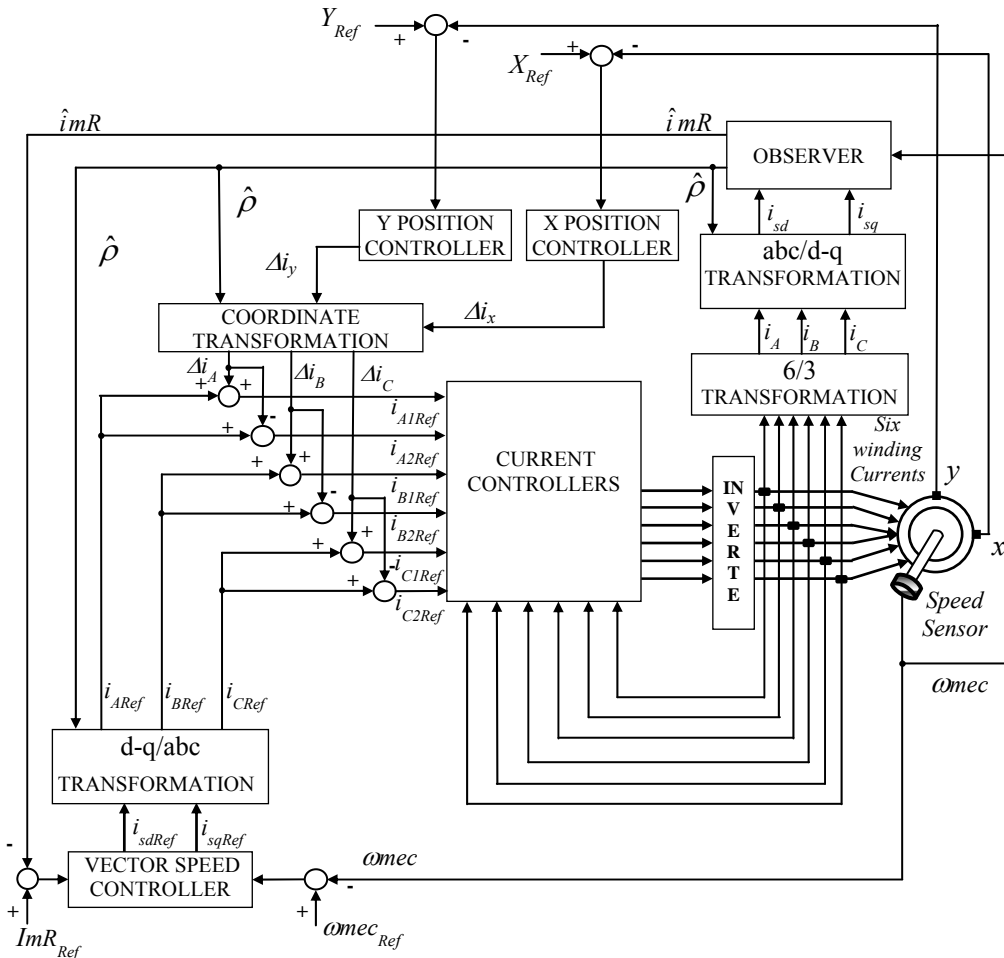 Y_Ref
+
-
X_Ref
+
-
îmR
îmR
OBSERVER
ρ̂
ρ̂
ρ̂
i_sd
i_sq
Y POSITION
CONTROLLER
X POSITION
CONTROLLER
abc/d-q
TRANSFORMATION
Δi_y
Δi_x
COORDINATE
TRANSFORMATION
i_A
i_B
i_C
6/3
TRANSFORMATION
Δi_A
Δi_B
Δi_C
+
+
i_A1Ref
-
+
i_A2Ref
+
+
i_B1Ref
-
+
i_B2Ref
+
+
i_C1Ref
-
+
i_C2Ref
CURRENT
CONTROLLERS
IN
V
E
R
T
E
Six
winding
Currents
y
x
Speed
Sensor
ωmec
i_ARef
i_BRef
i_CRef
d-q/abc
TRANSFORMATION
i_sdRef
i_sqRef
-
VECTOR SPEED
CONTROLLER
ωmec
-
+
+
ImR_Ref
ωmec_Ref